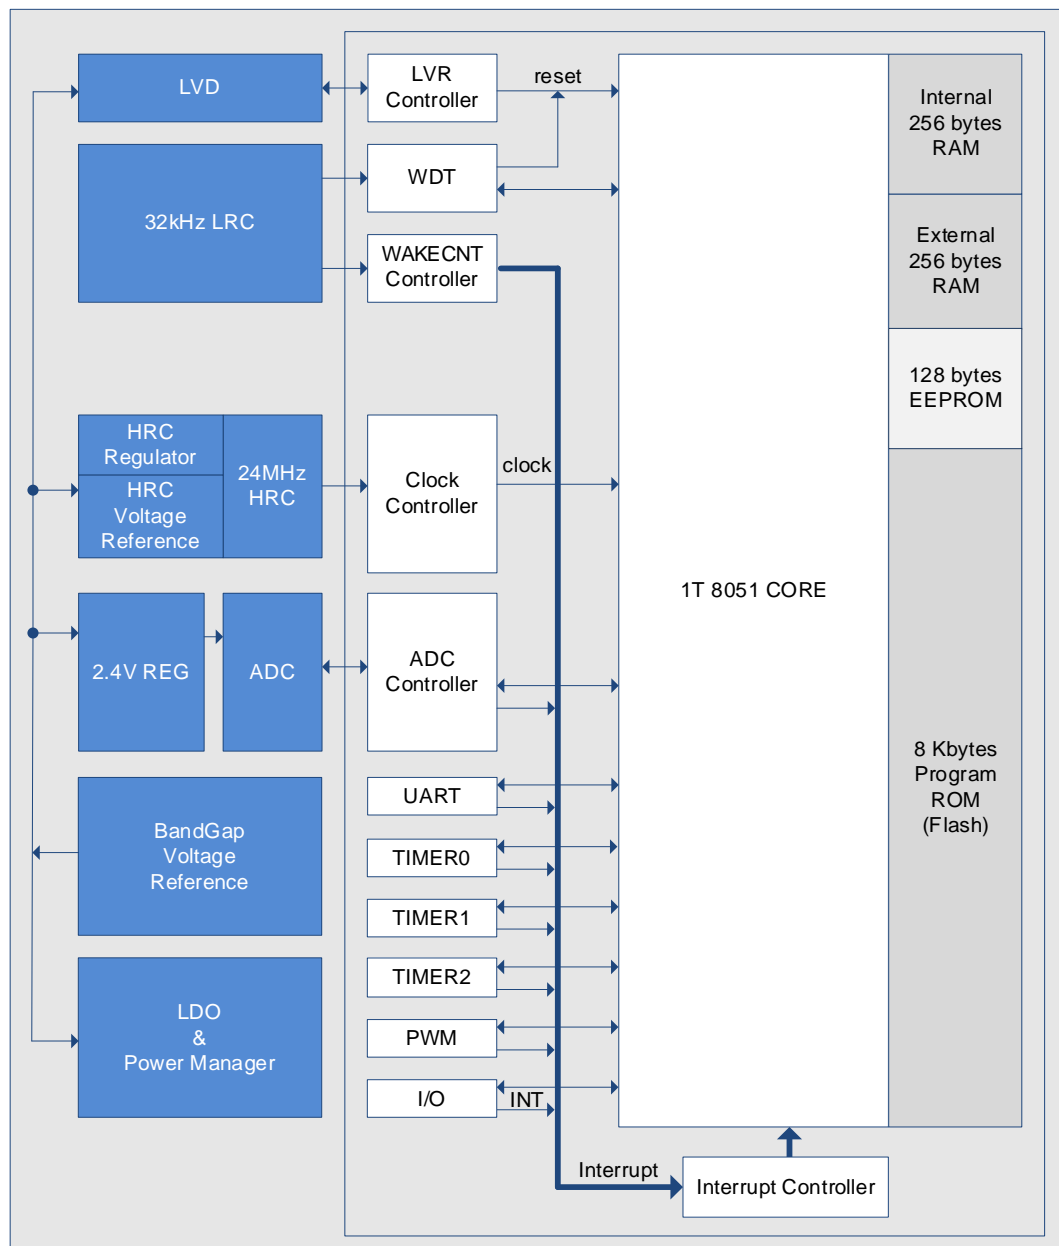 LVD
LVR
Controller
reset
32kHz LRC
WDT
WAKECNT
Controller
HRC
Regulator
HRC
Voltage
Reference
24MHz
HRC
Clock
Controller
clock
2.4V REG
ADC
ADC
Controller
BandGap
Voltage
Reference
UART
TIMER0
TIMER1
TIMER2
LDO
&
Power Manager
PWM
I/O
INT
1T 8051 CORE
Internal
256 bytes
RAM
External
256 bytes
RAM
128 bytes
EEPROM
8 Kbytes
Program
ROM
(Flash)
Interrupt
Interrupt Controller